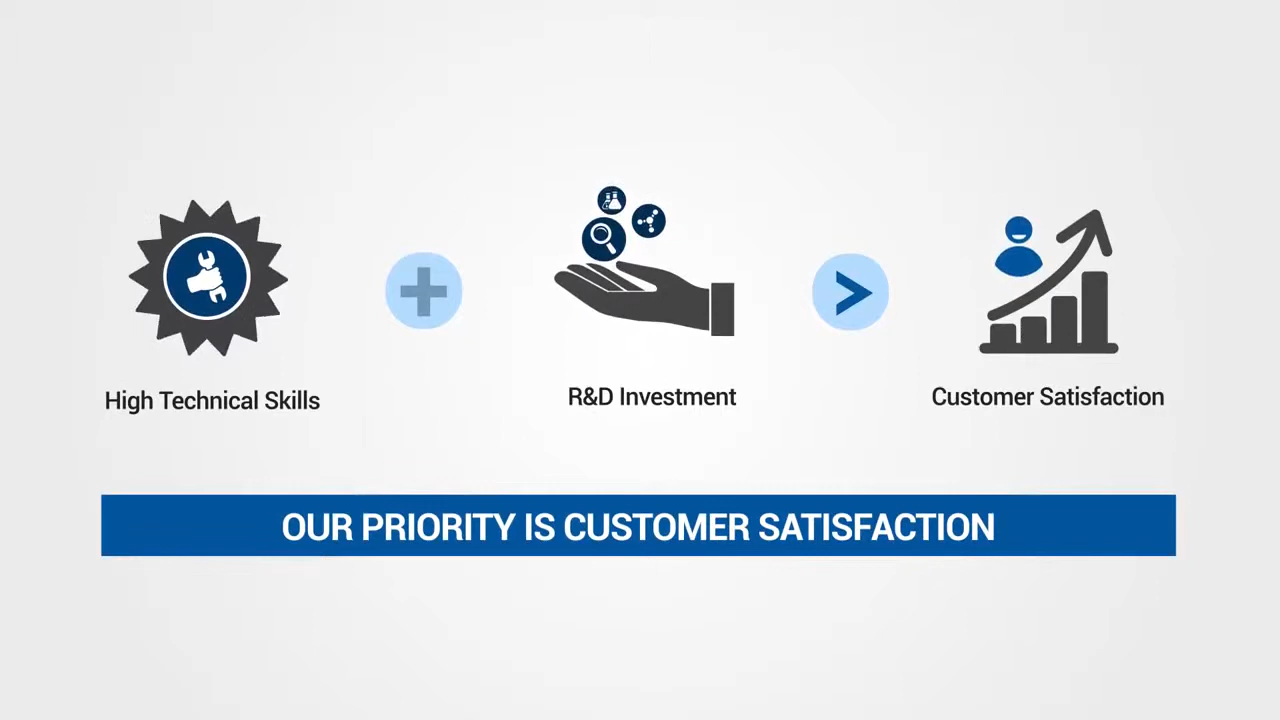 High Technical Skills
R&D Investment
Customer Satisfaction
OUR PRIORITY IS CUSTOMER SATISFACTION